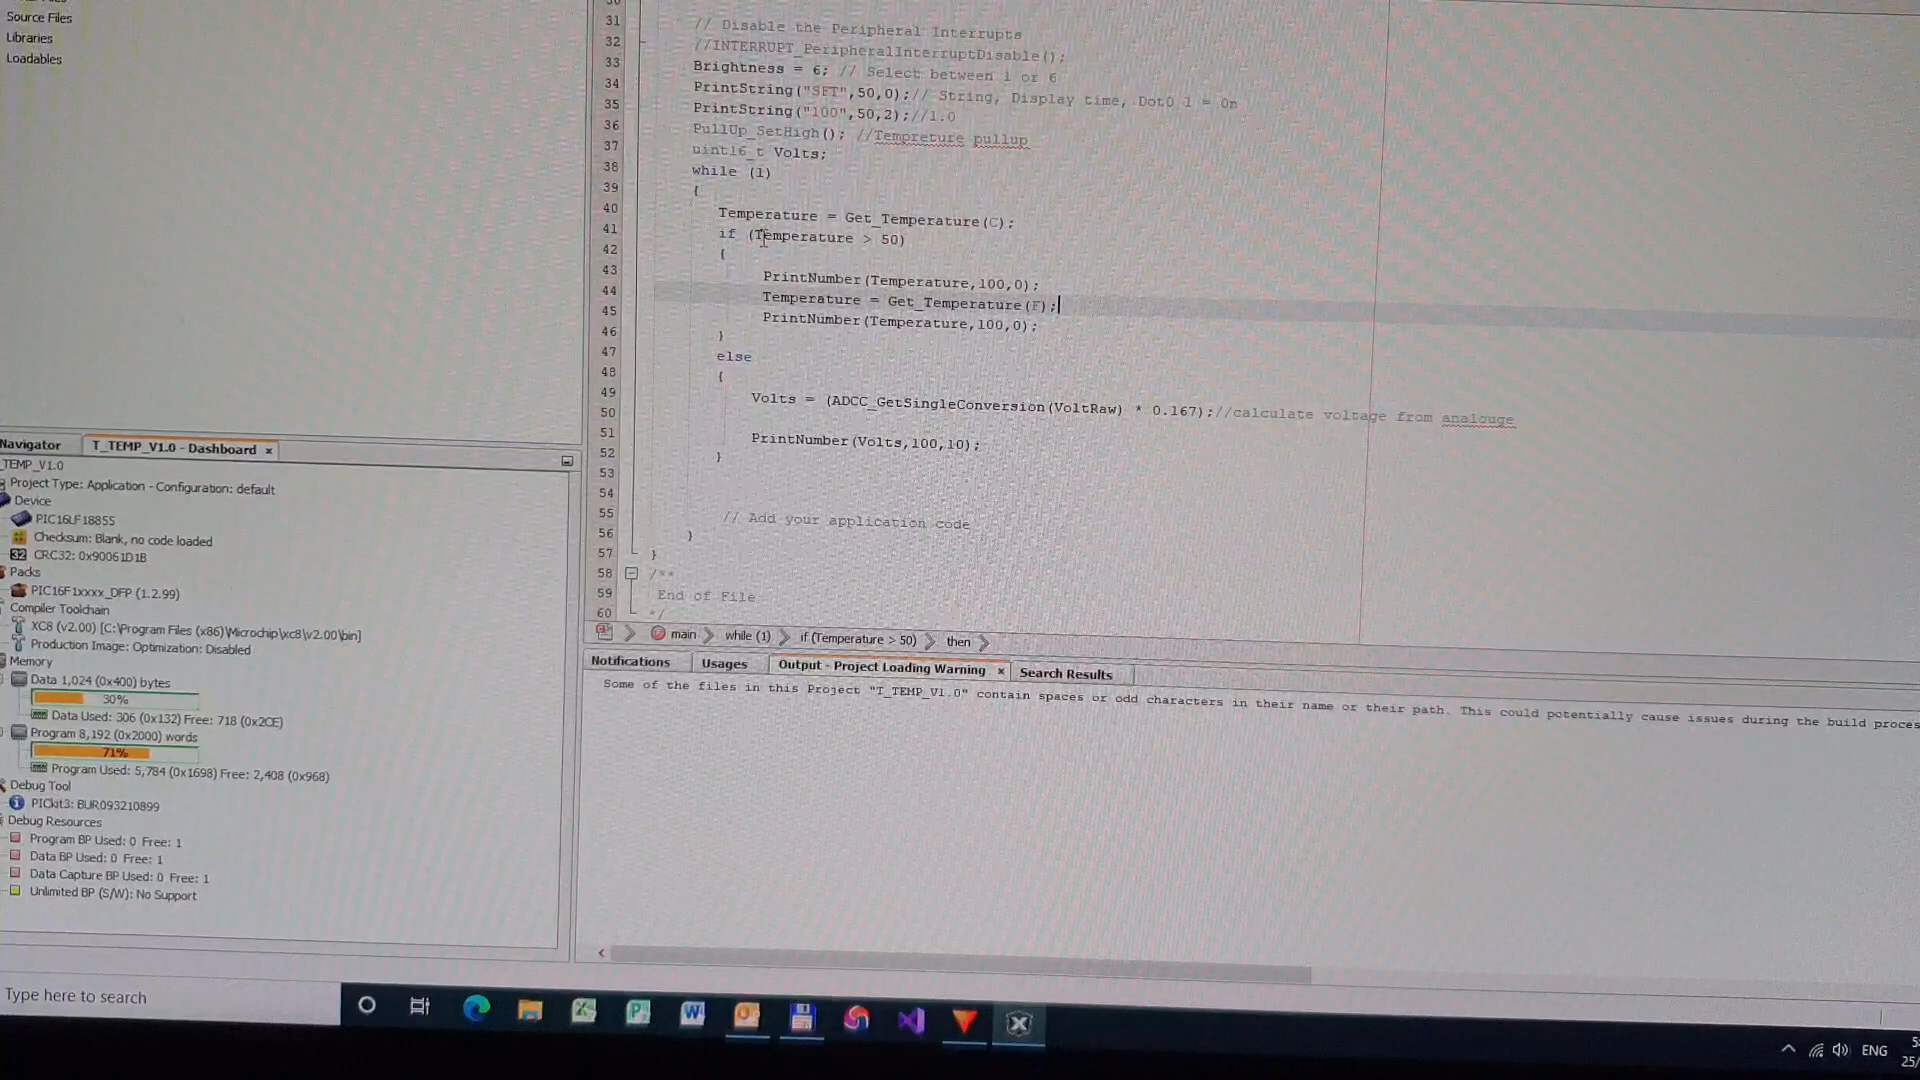 Source Files
Libraries
Loadables
31 // Disable the Peripheral Interrupts
32 //INTERRUPT_PeripheralInterruptDisable();
33 Brightness = 6; // Select between 1 or 6
34 PrintString("SFT",50,0);// String, Display time, Dot0 1 = On
35 PrintString("100",50,2);//1.0
36 PullUp_SetHigh(); //Tempreture pullup
37 uint16_t Volts;
38 while (1)
39 {
40 Temperature = Get_Temperature(C);
41 if (Temperature > 50)
42 {
43 PrintNumber(Temperature,100,0);
44 Temperature = Get_Temperature(F);
45 PrintNumber(Temperature,100,0);
46 }
47 else
48 {
49 Volts = (ADCC_GetSingleConversion(VoltRaw) * 0.167);//calculate voltage from analouge
50
51 PrintNumber(Volts,100,10);
52 }
53
54
55 // Add your application code
56 }
57 }
58 /**
59 End of File
60 */
main while (1) if (Temperature > 50) then
Navigator T_TEMP_V1.0 - Dashboard ×
_TEMP_V1.0
Project Type: Application - Configuration: default
Device
PIC16LF18855
Checksum: Blank, no code loaded
32 CRC32: 0x90061D1B
Packs
PIC16F1xxxx_DFP (1.2.99)
Compiler Toolchain
XC8 (v2.00) [C:\Program Files (x86)\Microchip\xc8\v2.00\bin]
Production Image: Optimization: Disabled
Memory
Data 1,024 (0x400) bytes
30%
Data Used: 306 (0x132) Free: 718 (0x2CE)
Program 8,192 (0x2000) words
71%
Program Used: 5,784 (0x1698) Free: 2,408 (0x968)
Debug Tool
PICkit3: BUR093210899
Debug Resources
Program BP Used: 0 Free: 1
Data BP Used: 0 Free: 1
Data Capture BP Used: 0 Free: 1
Unlimited BP (S/W): No Support
Notifications Usages Output - Project Loading Warning × Search Results
Some of the files in this Project "T_TEMP_V1.0" contain spaces or odd characters in their name or their path. This could potentially cause issues during the build proces
Type here to search
ENG
25/